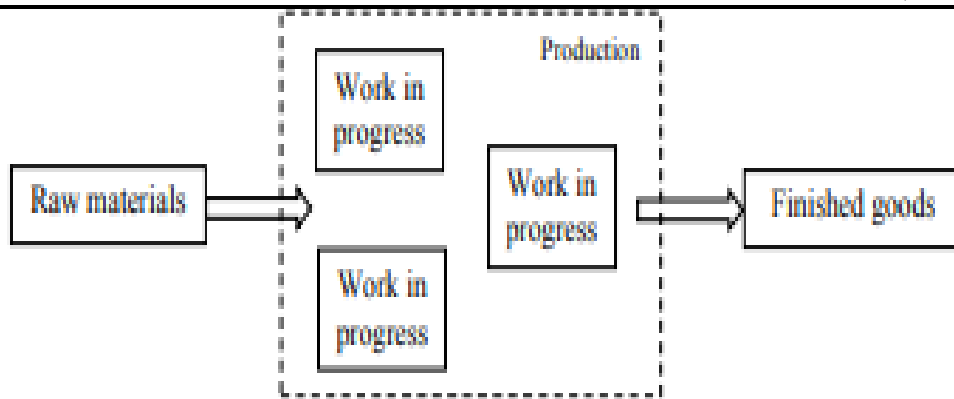 Production
Work in
progress
Raw materials
Work in
progress
Finished goods
Work in
progress